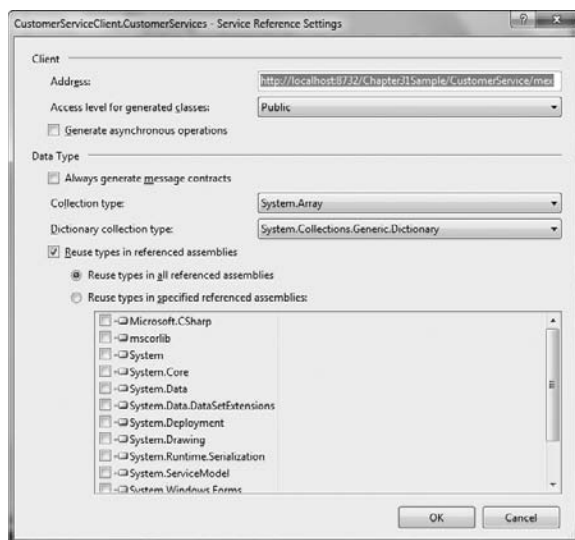 CustomerServiceClient.CustomerServices - Service Reference Settings
Client
Address:
http://localhost:8732/Chapter31Sample/CustomerService/mex
Access level for generated classes:
Public
Generate asynchronous operations
Data Type
Always generate message contracts
Collection type:
System.Array
Dictionary collection type:
System.Collections.Generic.Dictionary
Reuse types in referenced assemblies
Reuse types in all referenced assemblies
Reuse types in specified referenced assemblies:
Microsoft.CSharp
mscorlib
System
System.Core
System.Data
System.Data.DataSetExtensions
System.Deployment
System.Drawing
System.Runtime.Serialization
System.ServiceModel
System.Windows.Forms
OK
Cancel